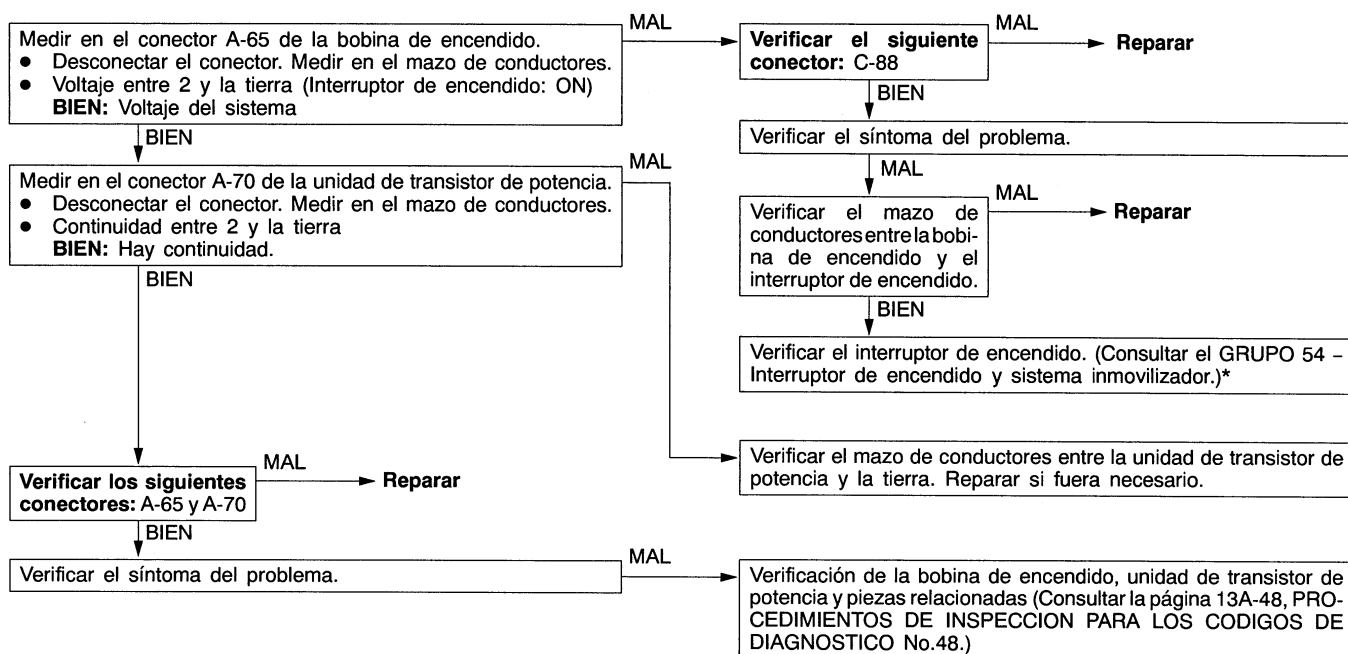 Medir en el conector A-65 de la bobina de encendido.
● Desconectar el conector. Medir en el mazo de conductores.
● Voltaje entre 2 y la tierra (Interruptor de encendido: ON)
BIEN: Voltaje del sistema
MAL
Verificar el siguiente
conector: C-88
MAL
Reparar
BIEN
Verificar el síntoma del problema.
MAL
Verificar el mazo de
conductores entre la bobi-
na de encendido y el
interruptor de encendido.
MAL
Reparar
BIEN
Verificar el interruptor de encendido. (Consultar el GRUPO 54 –
Interruptor de encendido y sistema inmovilizador.)*
BIEN
Medir en el conector A-70 de la unidad de transistor de potencia.
● Desconectar el conector. Medir en el mazo de conductores.
● Continuidad entre 2 y la tierra
BIEN: Hay continuidad.
MAL
Verificar el mazo de conductores entre la unidad de transistor de
potencia y la tierra. Reparar si fuera necesario.
BIEN
Verificar los siguientes
conectores: A-65 y A-70
MAL
Reparar
BIEN
Verificar el síntoma del problema.
MAL
Verificación de la bobina de encendido, unidad de transistor de
potencia y piezas relacionadas (Consultar la página 13A-48, PRO-
CEDIMIENTOS DE INSPECCION PARA LOS CODIGOS DE
DIAGNOSTICO No.48.)